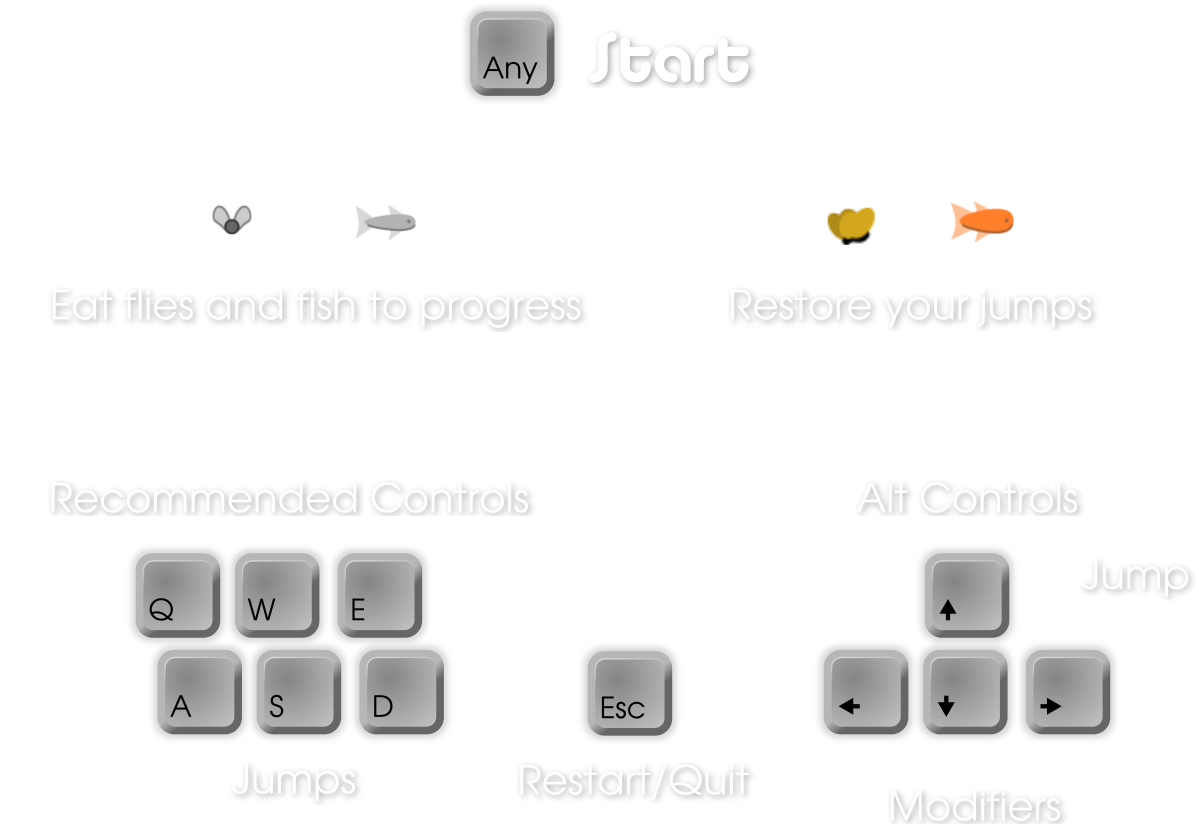 Any Start
Eat flies and fish to progress
Restore your jumps
Recommended Controls
Alt Controls
Q W E
Jump
A S D
Esc
Jumps
Restart/Quit
Modifiers